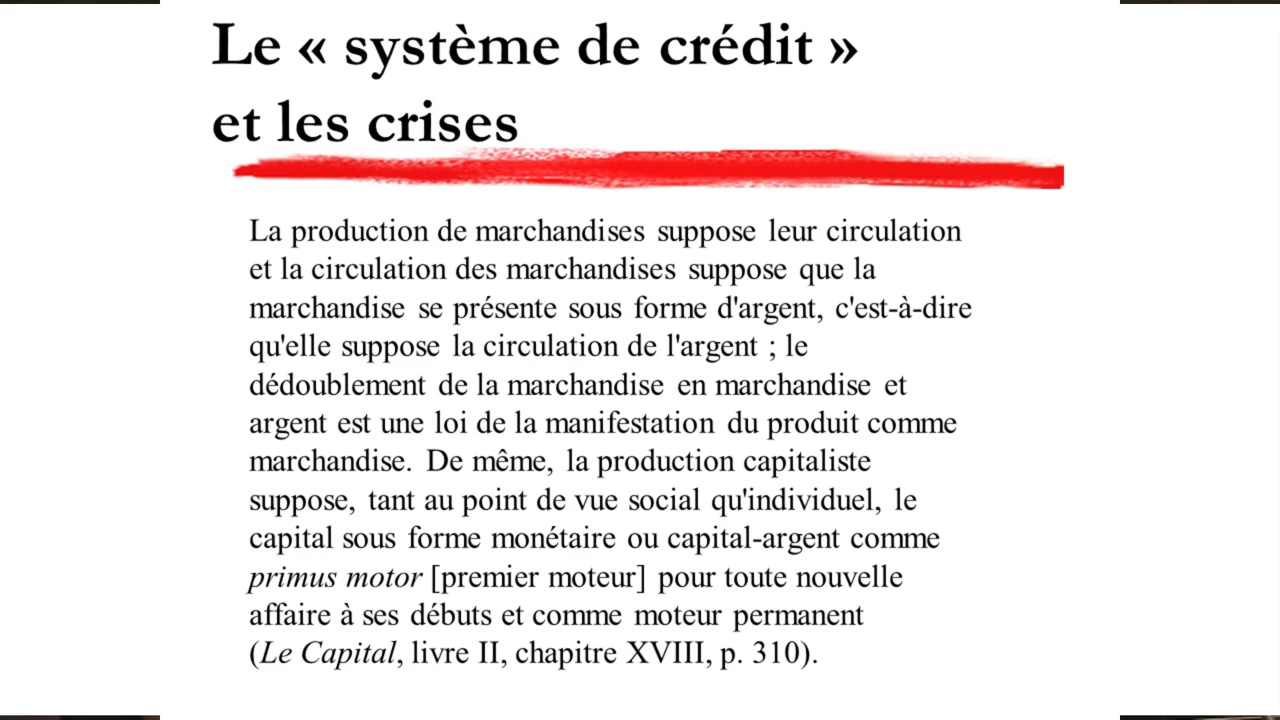 Le « système de crédit »
et les crises
La production de marchandises suppose leur circulation
et la circulation des marchandises suppose que la
marchandise se présente sous forme d'argent, c'est-à-dire
qu'elle suppose la circulation de l'argent ; le
dédoublement de la marchandise en marchandise et
argent est une loi de la manifestation du produit comme
marchandise. De même, la production capitaliste
suppose, tant au point de vue social qu'individuel, le
capital sous forme monétaire ou capital-argent comme
primus motor [premier moteur] pour toute nouvelle
affaire à ses débuts et comme moteur permanent
(Le Capital, livre II, chapitre XVIII, p. 310).